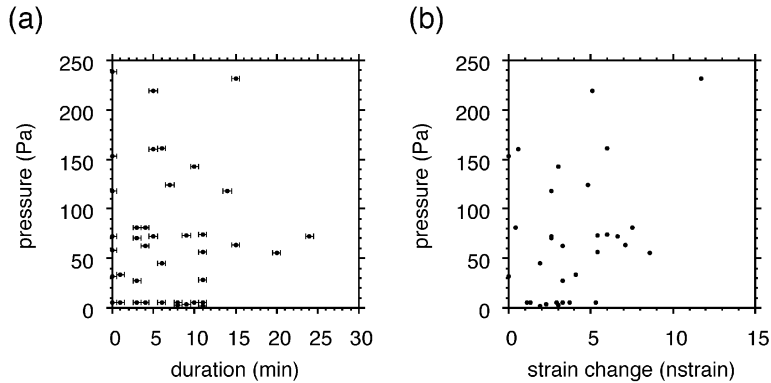 (a)
(b)
250
200
150
100
50
0
pressure (Pa)
0 5 10 15 20 25 30
duration (min)
250
200
150
100
50
0
pressure (Pa)
0 5 10 15
strain change (nstrain)